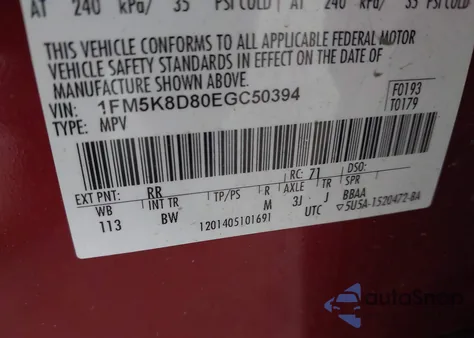 AT 240 kPa/ 35 PSI COLD AT 240 kPa/ 35 PSI COLD
THIS VEHICLE CONFORMS TO ALL APPLICABLE FEDERAL MOTOR
VEHICLE SAFETY STANDARDS IN EFFECT ON THE DATE OF
MANUFACTURE SHOWN ABOVE.
VIN: 1FM5K8D80EGC50394 F0193
TYPE: MPV T0179
RC: 71 DSO:
EXT PNT: RR
WB INT TR TP/PS R AXLE TR SPR
113 BW M 3J J BBAA
1201405101691 UTC ▽5U5A-1520472-BA
autoSnap